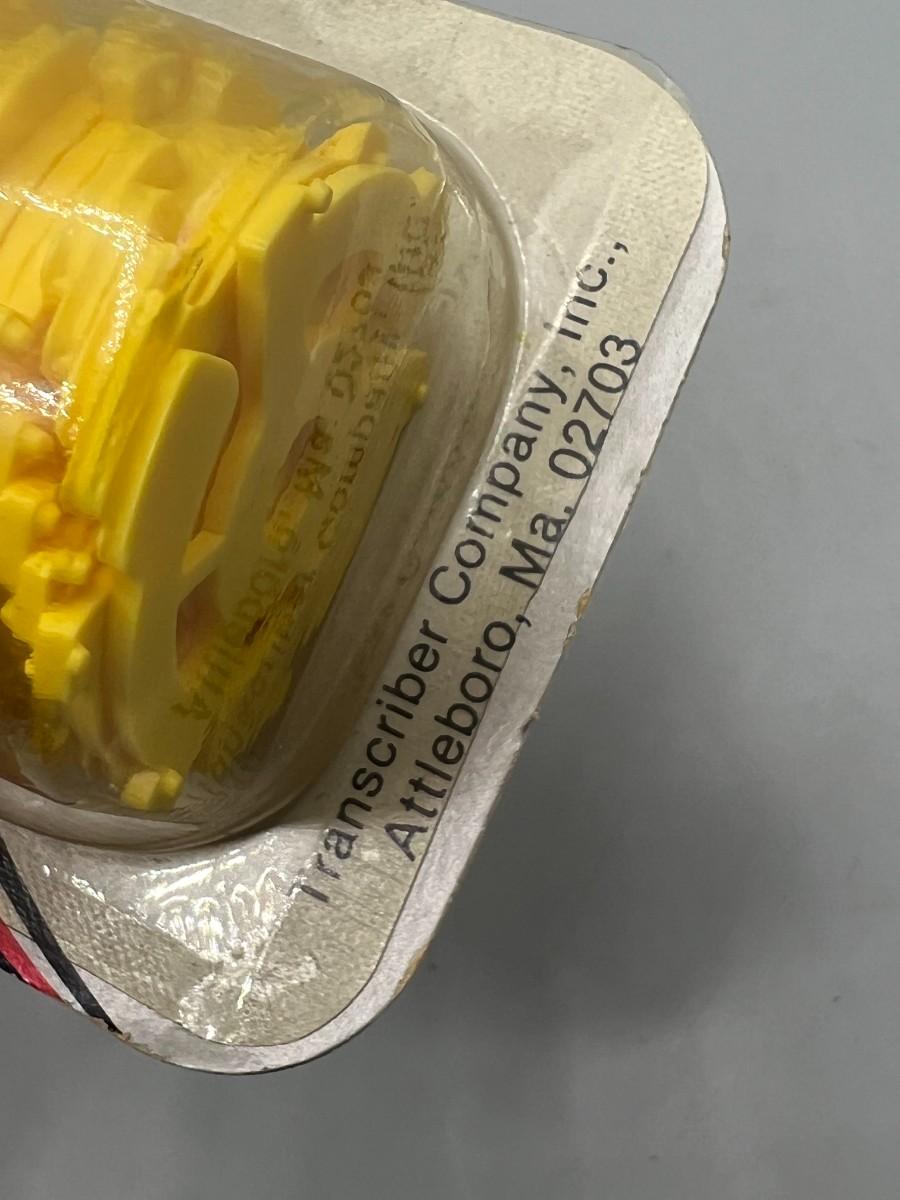 Transcriber Company, Inc.,
Attleboro, Ma. 02703